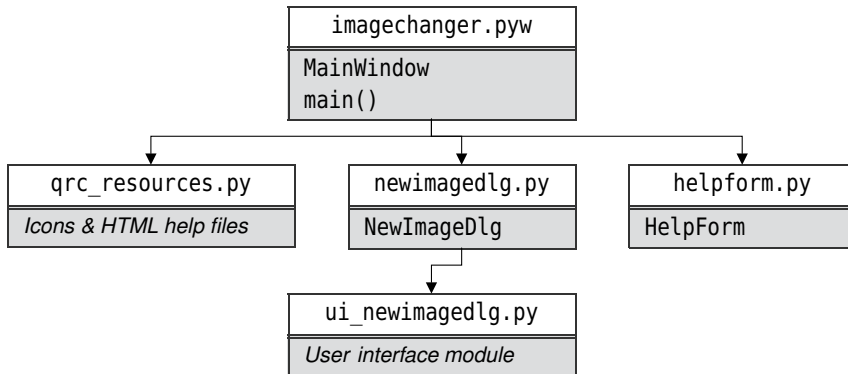 imagechanger.pyw
MainWindow
main()
qrc_resources.py
Icons & HTML help files
newimagedlg.py
NewImageDlg
helpform.py
HelpForm
ui_newimagedlg.py
User interface module